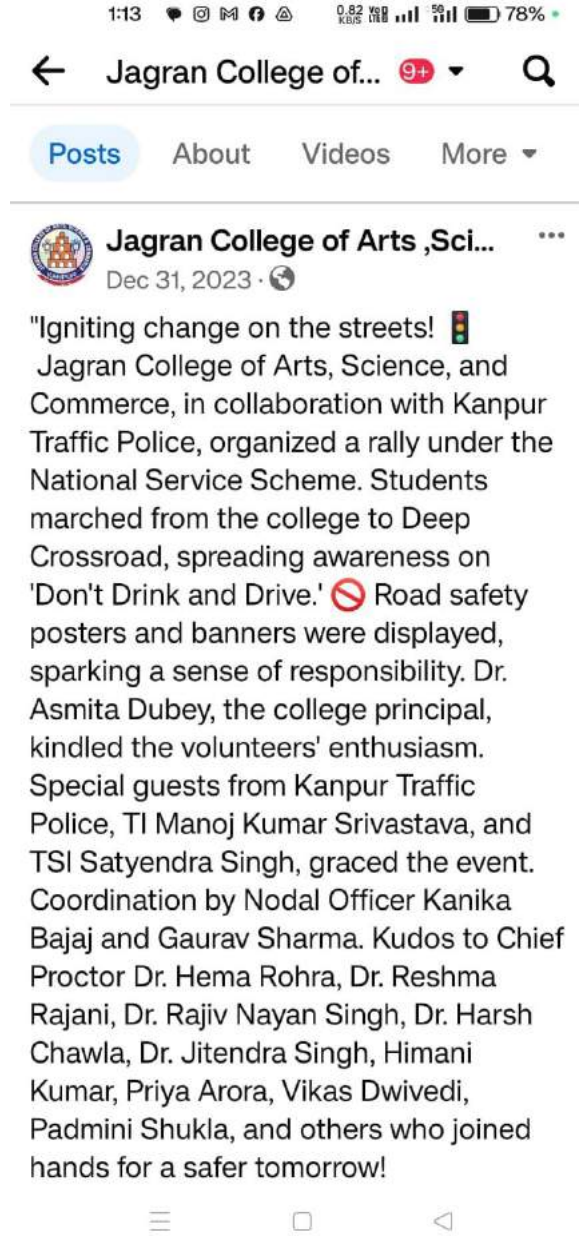 1:13 0.82 KB/S 5G 78%
Jagran College of... 9+
Posts About Videos More
Jagran College of Arts ,Sci...
Dec 31, 2023 ·
"Igniting change on the streets! 🚦
Jagran College of Arts, Science, and
Commerce, in collaboration with Kanpur
Traffic Police, organized a rally under the
National Service Scheme. Students
marched from the college to Deep
Crossroad, spreading awareness on
'Don't Drink and Drive.' 🚫 Road safety
posters and banners were displayed,
sparking a sense of responsibility. Dr.
Asmita Dubey, the college principal,
kindled the volunteers' enthusiasm.
Special guests from Kanpur Traffic
Police, TI Manoj Kumar Srivastava, and
TSI Satyendra Singh, graced the event.
Coordination by Nodal Officer Kanika
Bajaj and Gaurav Sharma. Kudos to Chief
Proctor Dr. Hema Rohra, Dr. Reshma
Rajani, Dr. Rajiv Nayan Singh, Dr. Harsh
Chawla, Dr. Jitendra Singh, Himani
Kumar, Priya Arora, Vikas Dwivedi,
Padmini Shukla, and others who joined
hands for a safer tomorrow!